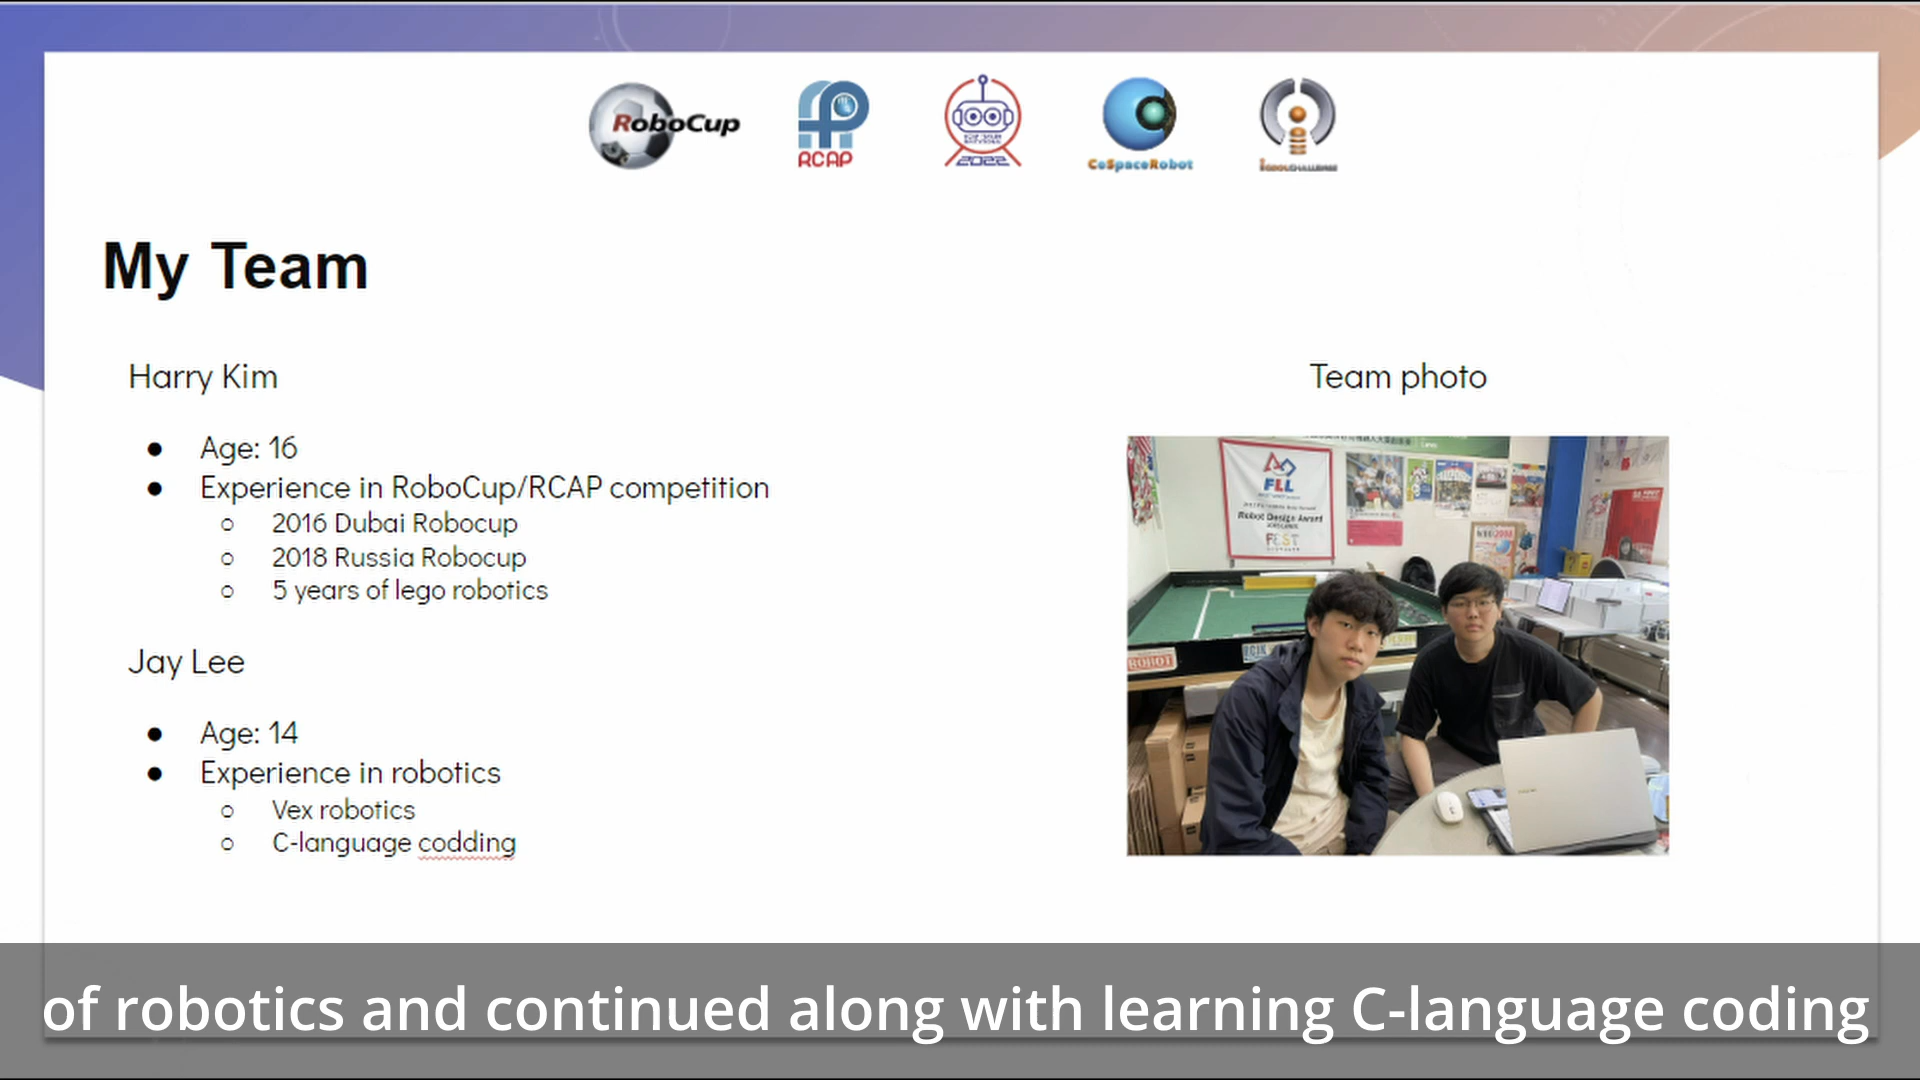 RoboCup
RCAP
2022
CoSpaceRobot
My Team
Harry Kim
Team photo
● Age: 16
● Experience in RoboCup/RCAP competition
○ 2016 Dubai Robocup
○ 2018 Russia Robocup
○ 5 years of lego robotics
Jay Lee
● Age: 14
● Experience in robotics
○ Vex robotics
○ C-language codding
FLL
Robot Design Award
ROBOT
of robotics and continued along with learning C-language coding